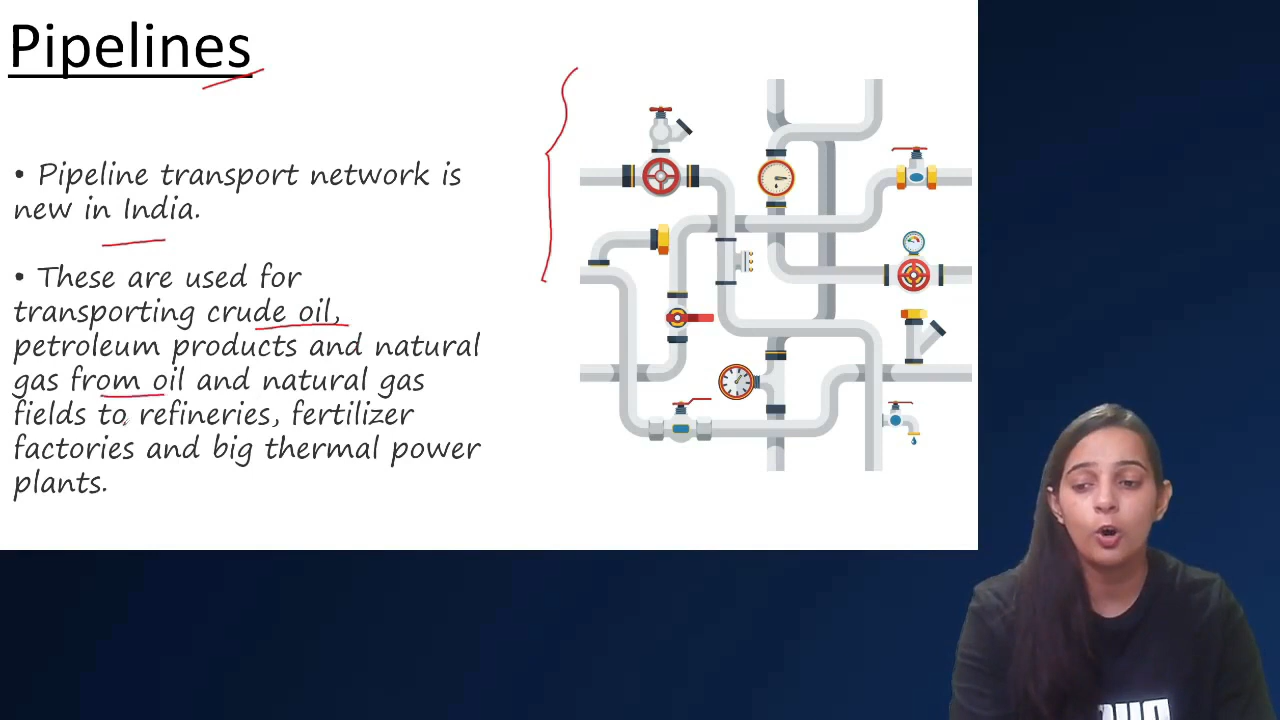 Pipelines
• Pipeline transport network is
new in India.
• These are used for
transporting crude oil,
petroleum products and natural
gas from oil and natural gas
fields to refineries, fertilizer
factories and big thermal power
plants.